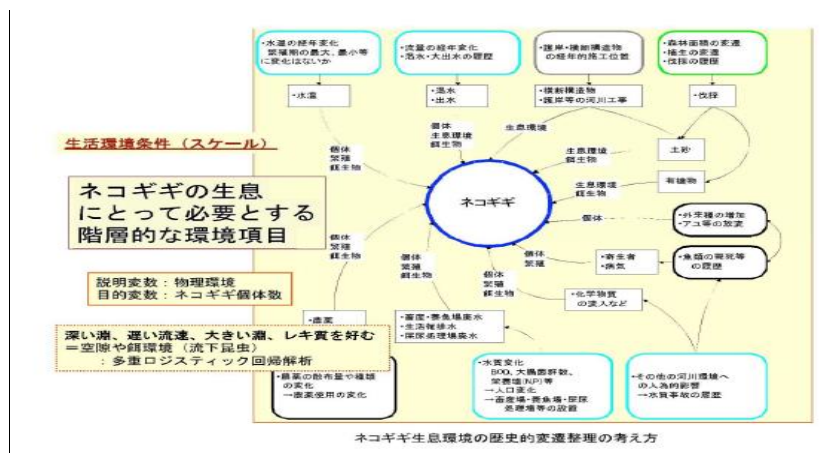 ・水温の経年変化
繁殖期の最大、最小等
に変化はないか
・流量の経年変化
・渇水・大出水の履歴
・護岸・横断構造物
の経年的施工位置
・森林面積の変遷
・植生の変遷
・伐採の履歴
・水温
・渇水
・出水
・横断構造物
・護岸等の河川工事
・伐採
生活環境条件（スケール）
個体
繁殖
餌生物
個体
生息環境
餌生物
生息環境
生息環境
餌生物
土砂
ネコギギの生息
にとって必要とする
階層的な環境項目
生息環境
餌生物
有機物
ネコギギ
個体
・外来種の増加
・アユ等の放流
個体
繁殖
餌生物
個体
繁殖
餌生物
個体
繁殖
・寄生者
・病気
・魚類の斃死等
の履歴
個体
繁殖
餌生物
説明変数：物理環境
目的変数：ネコギギ個体数
・化学物質
の流入など
・農薬
・畜産・養魚場廃水
・生活雑排水
・屎尿処理場廃水
深い淵、遅い流速、大きい淵、レキ質を好む
＝空隙や餌環境（流下昆虫）
：多重ロジスティック回帰解析
・農薬の散布量や種類
の変化
→農薬使用の変化
・水質変化
BOD、大腸菌群数、
栄養塩(NP)等
→人口変化
→畜産場・養魚場・屎尿
処理場等の設置
・その他の河川環境へ
の人為的影響
→水質事故の履歴
ネコギギ生息環境の歴史的変遷整理の考え方